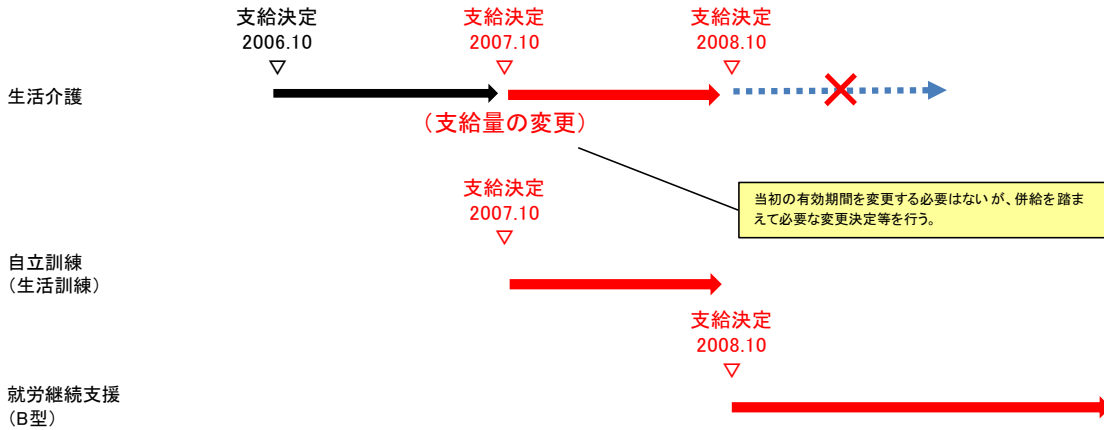 支給決定
2006.10
▽
支給決定
2007.10
▽
支給決定
2008.10
▽
生活介護
（支給量の変更）
当初の有効期間を変更する必要はないが、併給を踏ま
えて必要な変更決定等を行う。
支給決定
2007.10
▽
自立訓練
（生活訓練）
支給決定
2008.10
▽
就労継続支援
（Ｂ型）